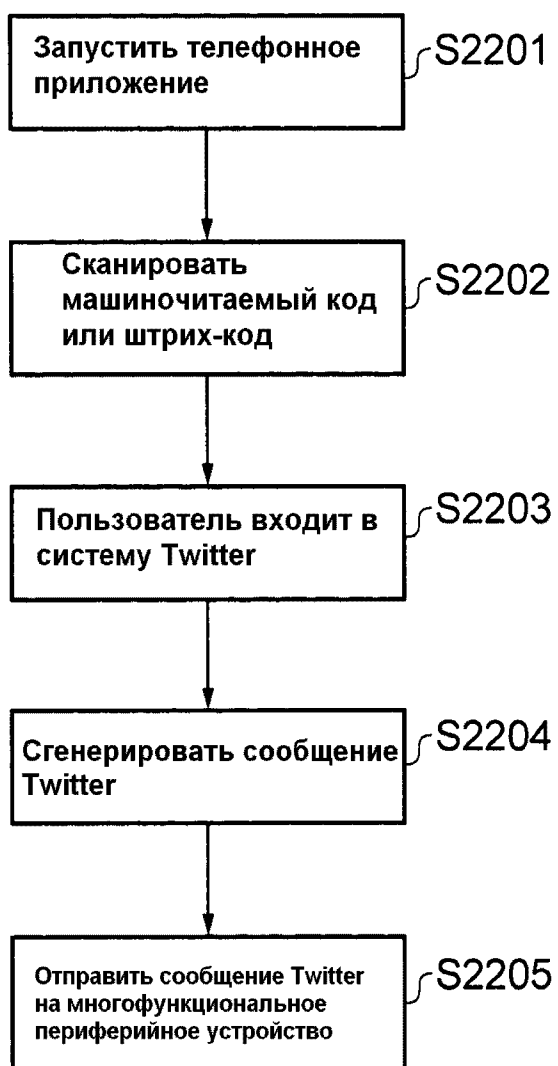 Запустить телефонное
приложение
S2201
Сканировать
машиночитаемый код
или штрих-код
S2202
Пользователь входит в
систему Twitter
S2203
Сгенерировать сообщение
Twitter
S2204
Отправить сообщение Twitter
на многофункциональное
периферийное устройство
S2205